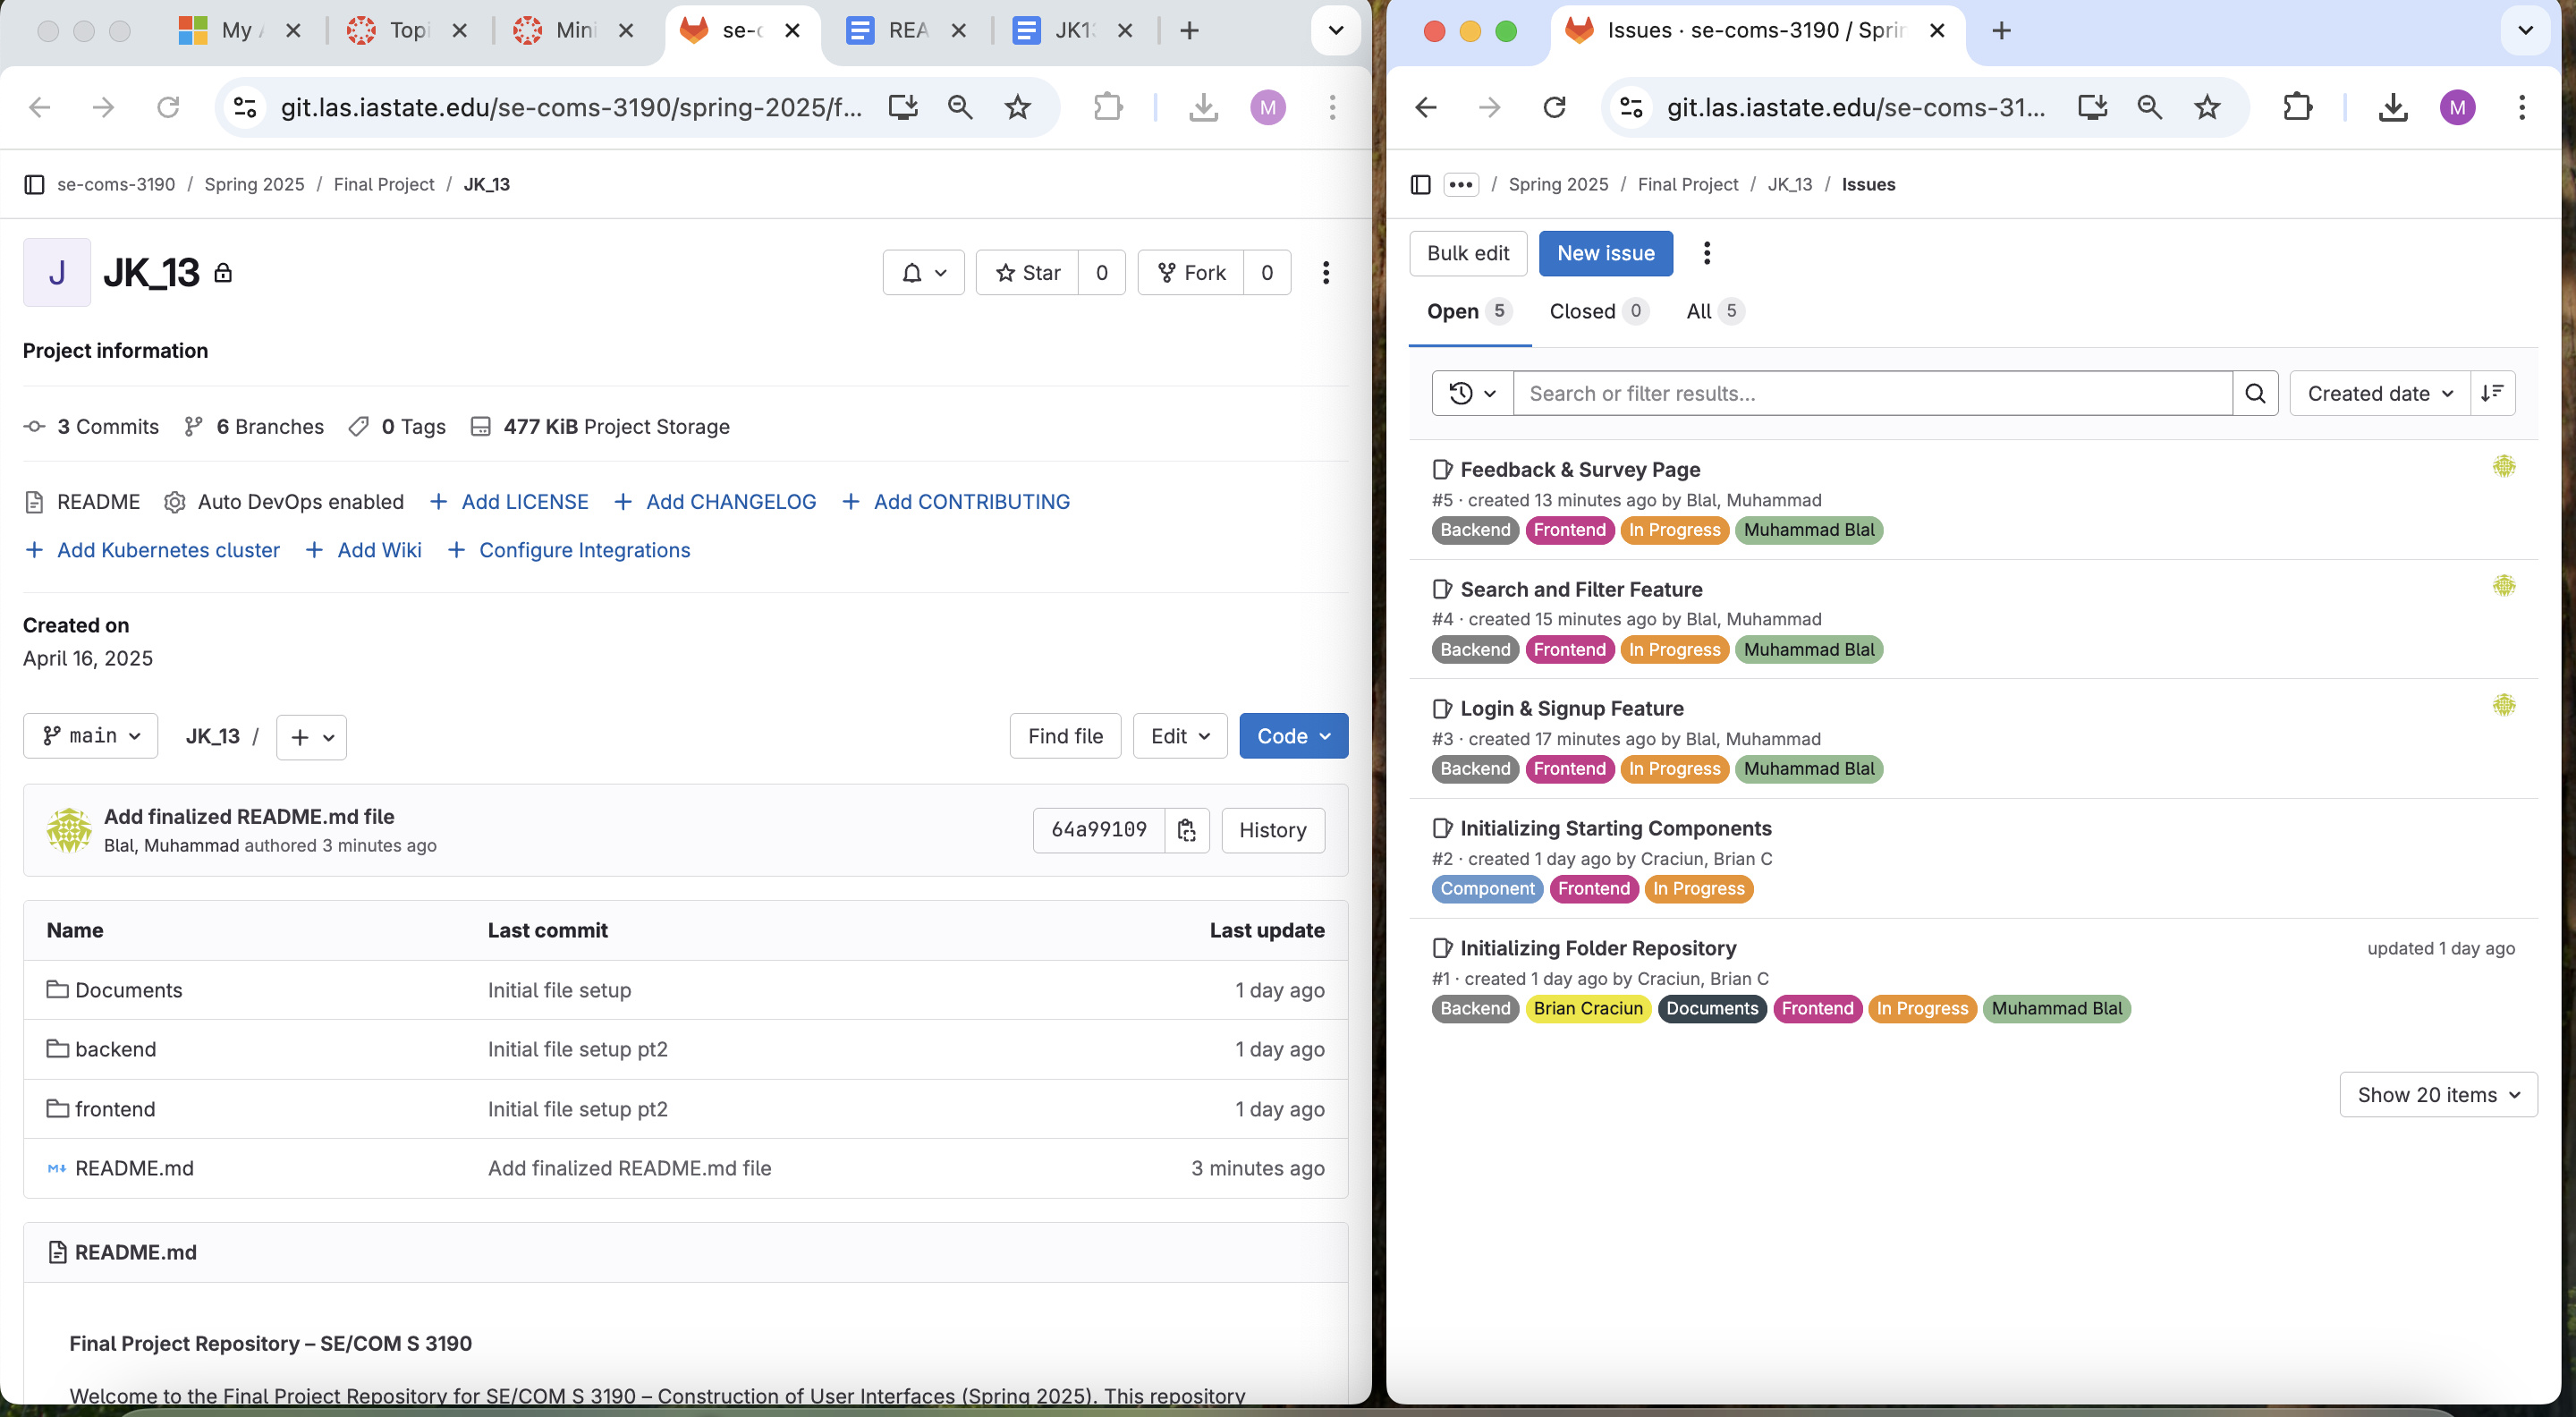 My A
Topi
Mini
se-c
REA
JK13
git.las.iastate.edu/se-coms-3190/spring-2025/f...
M
se-coms-3190 / Spring 2025 / Final Project / JK_13
J
JK_13
Star 0
Fork 0
Project information
3 Commits 6 Branches 0 Tags 477 KiB Project Storage
README Auto DevOps enabled + Add LICENSE + Add CHANGELOG + Add CONTRIBUTING
+ Add Kubernetes cluster + Add Wiki + Configure Integrations
Created on
April 16, 2025
main JK_13 / +
Find file Edit Code
Add finalized README.md file
Blal, Muhammad authored 3 minutes ago
64a99109 History
Name Last commit Last update
Documents Initial file setup 1 day ago
backend Initial file setup pt2 1 day ago
frontend Initial file setup pt2 1 day ago
README.md Add finalized README.md file 3 minutes ago
README.md
Final Project Repository – SE/COM S 3190
Welcome to the Final Project Repository for SE/COM S 3190 – Construction of User Interfaces (Spring 2025). This repository
Issues · se-coms-3190 / Sprin
git.las.iastate.edu/se-coms-31...
M
... / Spring 2025 / Final Project / JK_13 / Issues
Bulk edit New issue
Open 5 Closed 0 All 5
Search or filter results...
Created date
Feedback & Survey Page
#5 · created 13 minutes ago by Blal, Muhammad
Backend Frontend In Progress Muhammad Blal
Search and Filter Feature
#4 · created 15 minutes ago by Blal, Muhammad
Backend Frontend In Progress Muhammad Blal
Login & Signup Feature
#3 · created 17 minutes ago by Blal, Muhammad
Backend Frontend In Progress Muhammad Blal
Initializing Starting Components
#2 · created 1 day ago by Craciun, Brian C
Component Frontend In Progress
Initializing Folder Repository updated 1 day ago
#1 · created 1 day ago by Craciun, Brian C
Backend Brian Craciun Documents Frontend In Progress Muhammad Blal
Show 20 items